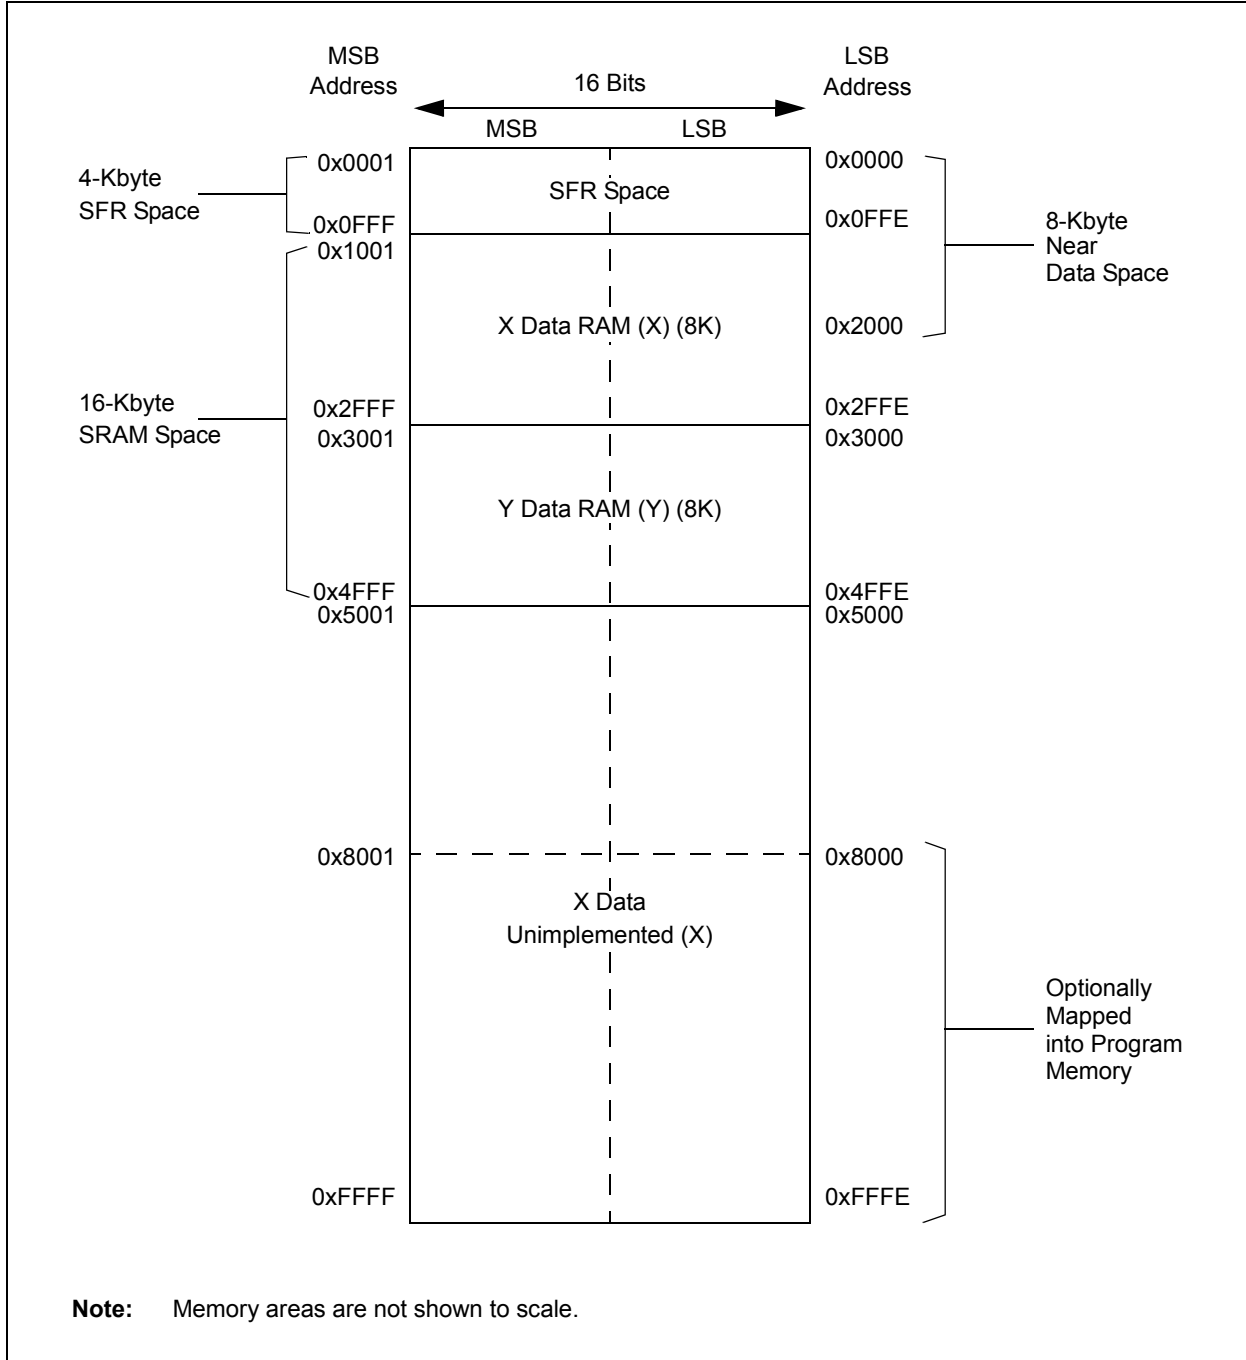 MSB
Address
LSB
Address
16 Bits
MSB
LSB
4-Kbyte
SFR Space
0x0001
0x0FFF
0x1001
SFR Space
0x0000
0x0FFE
8-Kbyte
Near
Data Space
X Data RAM (X) (8K)
0x2000
16-Kbyte
SRAM Space
0x2FFF
0x3001
0x2FFE
0x3000
Y Data RAM (Y) (8K)
0x4FFF
0x5001
0x4FFE
0x5000
0x8001
0x8000
X Data
Unimplemented (X)
Optionally
Mapped
into Program
Memory
0xFFFF
0xFFFE
Note: Memory areas are not shown to scale.